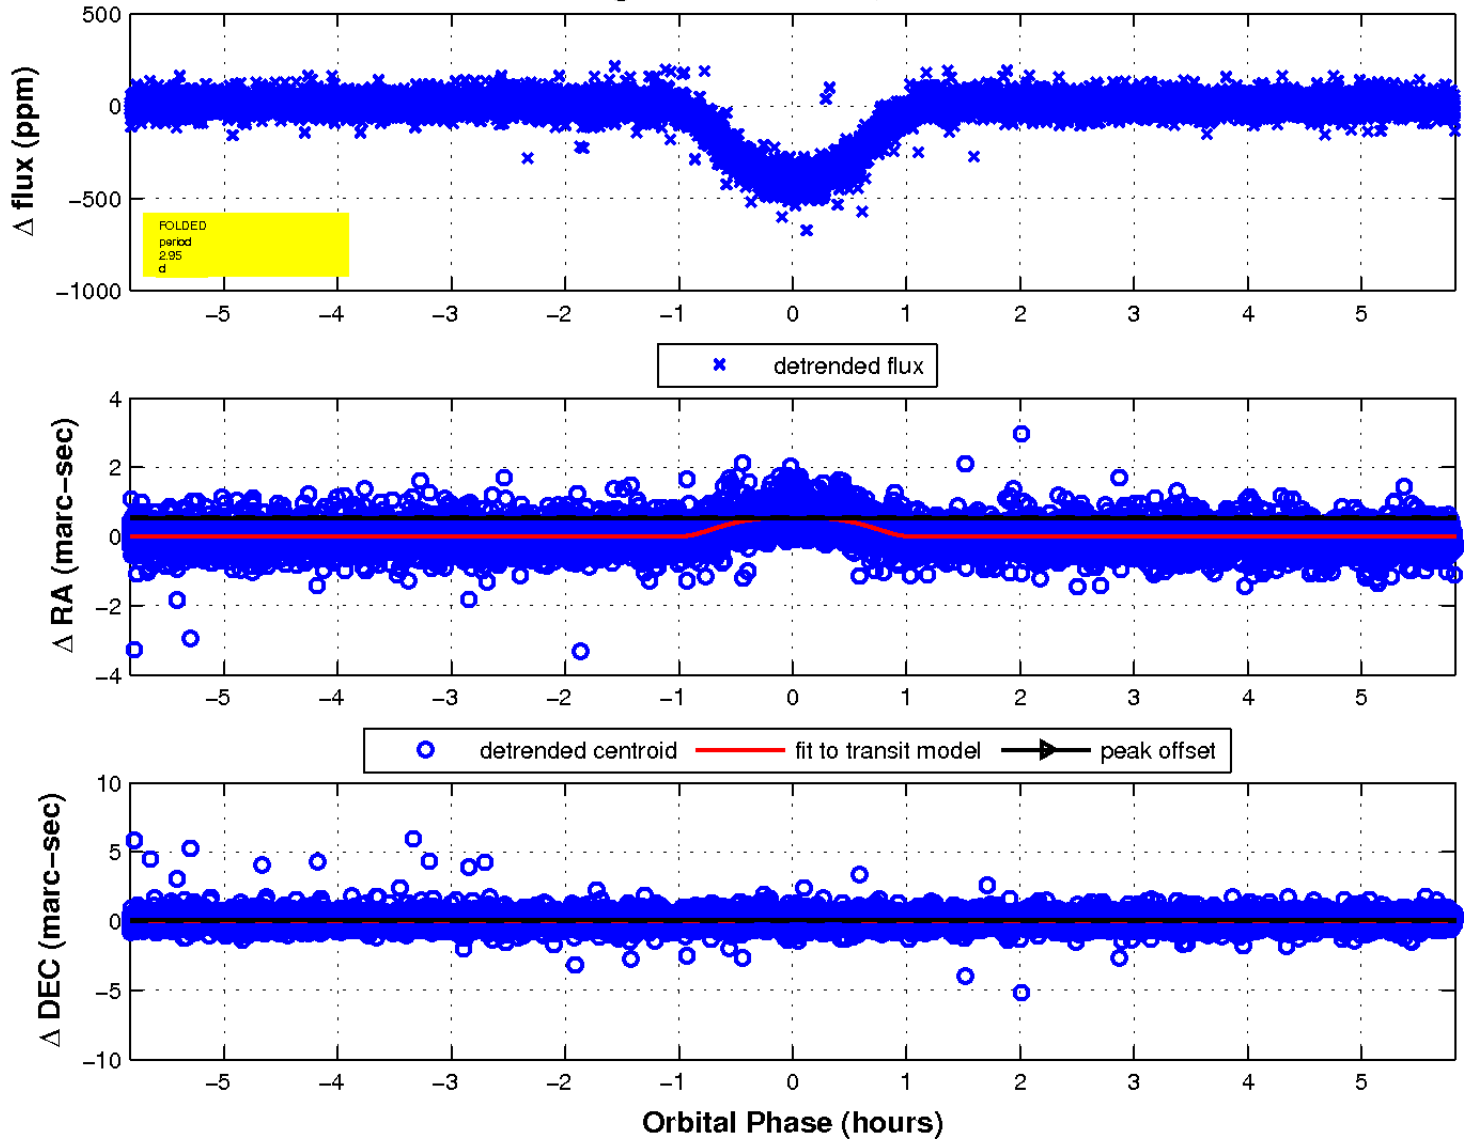 500
0
−500
−1000
Δ flux (ppm)
FOLDED
period
2.95
d
−5 −4 −3 −2 −1 0 1 2 3 4 5
detrended flux
4
2
0
−2
−4
Δ RA (marc−sec)
−5 −4 −3 −2 −1 0 1 2 3 4 5
detrended centroid fit to transit model peak offset
10
5
0
−5
−10
Δ DEC (marc−sec)
−5 −4 −3 −2 −1 0 1 2 3 4 5
Orbital Phase (hours)